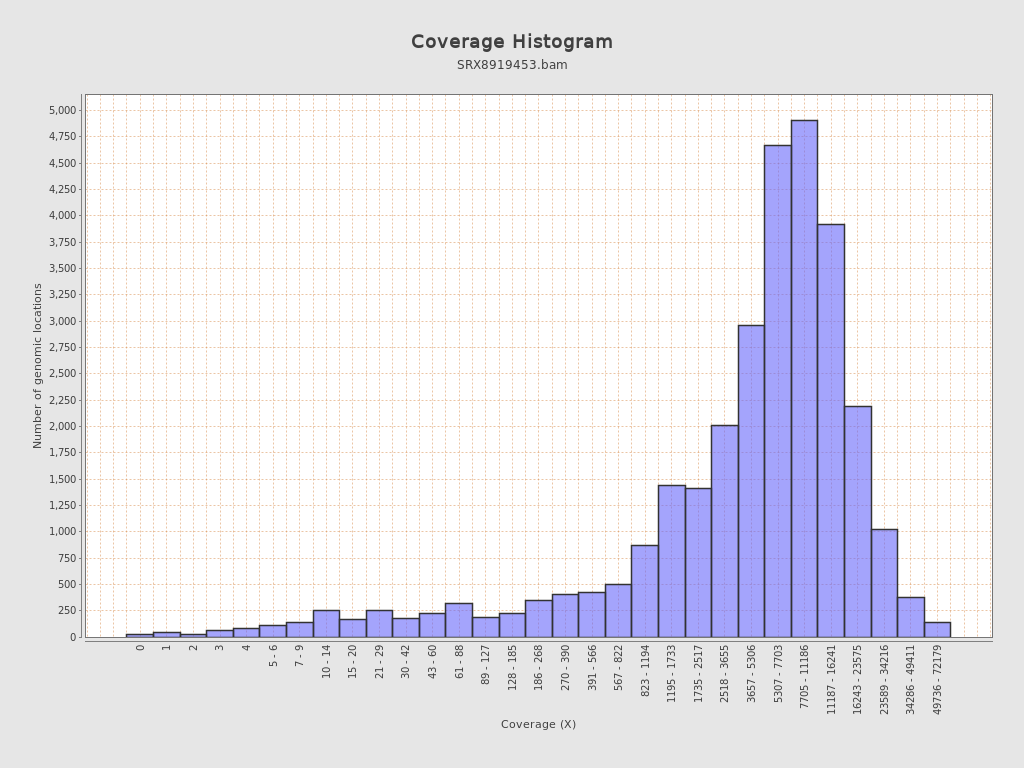 Coverage Histogram
SRX8919453.bam
Number of genomic locations
5,000
4,750
4,500
4,250
4,000
3,750
3,500
3,250
3,000
2,750
2,500
2,250
2,000
1,750
1,500
1,250
1,000
750
500
250
0
0
1
2
3
4
5 - 6
7 - 9
10 - 14
15 - 20
21 - 29
30 - 42
43 - 60
61 - 88
89 - 127
128 - 185
186 - 268
270 - 390
391 - 566
567 - 822
823 - 1194
1195 - 1733
1735 - 2517
2518 - 3655
3657 - 5306
5307 - 7703
7705 - 11186
11187 - 16241
16243 - 23575
23589 - 34216
34286 - 49411
49736 - 72179
Coverage (X)